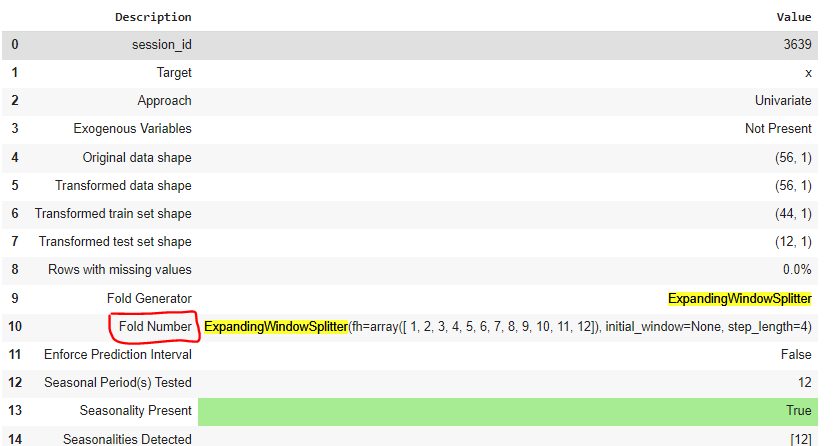 Description Value
0 session_id 3639
1 Target x
2 Approach Univariate
3 Exogenous Variables Not Present
4 Original data shape (56, 1)
5 Transformed data shape (56, 1)
6 Transformed train set shape (44, 1)
7 Transformed test set shape (12, 1)
8 Rows with missing values 0.0%
9 Fold Generator ExpandingWindowSplitter
10 Fold Number ExpandingWindowSplitter(fh=array([ 1, 2, 3, 4, 5, 6, 7, 8, 9, 10, 11, 12]), initial_window=None, step_length=4)
11 Enforce Prediction Interval False
12 Seasonal Period(s) Tested 12
13 Seasonality Present True
14 Seasonalities Detected [12]